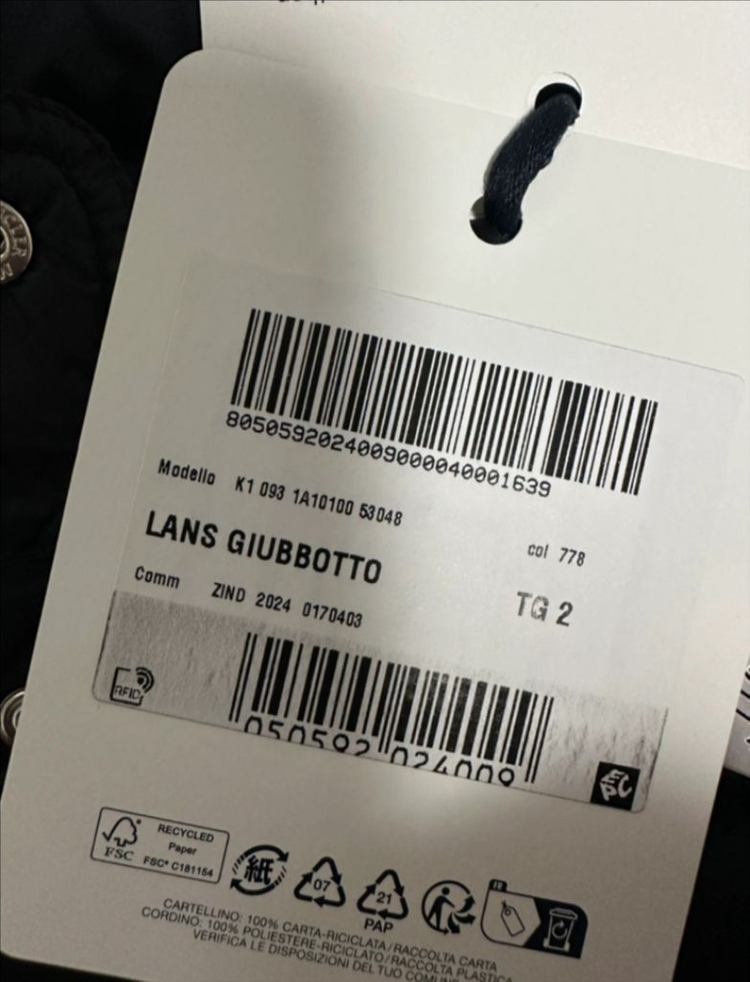 8050592024009000040001639
Modello K1 093 1A10100 53048
col 778
LANS GIUBBOTTO
TG 2
Comm ZIND 2024 0170403
RFID
050592 024009
EPC
RECYCLED
Paper
FSC
FSC® C181154
紙
07
21
PAP
FR
CARTELLINO: 100% CARTA-RICICLATA/RACCOLTA CARTA
CORDINO: 100% POLIESTERE-RICICLATO/RACCOLTA PLASTICA
VERIFICA LE DISPOSIZIONI DEL TUO COMUNE